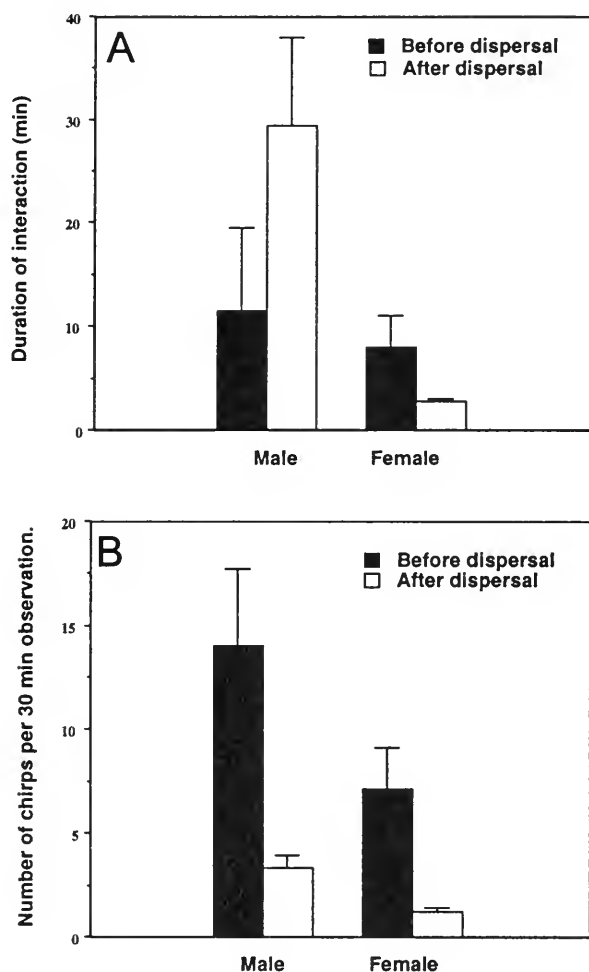 A
Before dispersal
After dispersal
Duration of interaction (min)
40
30
20
10
0
Male Female
B
Before dispersal
After dispersal
Number of chirps per 30 min observation.
20
15
10
5
0
Male Female